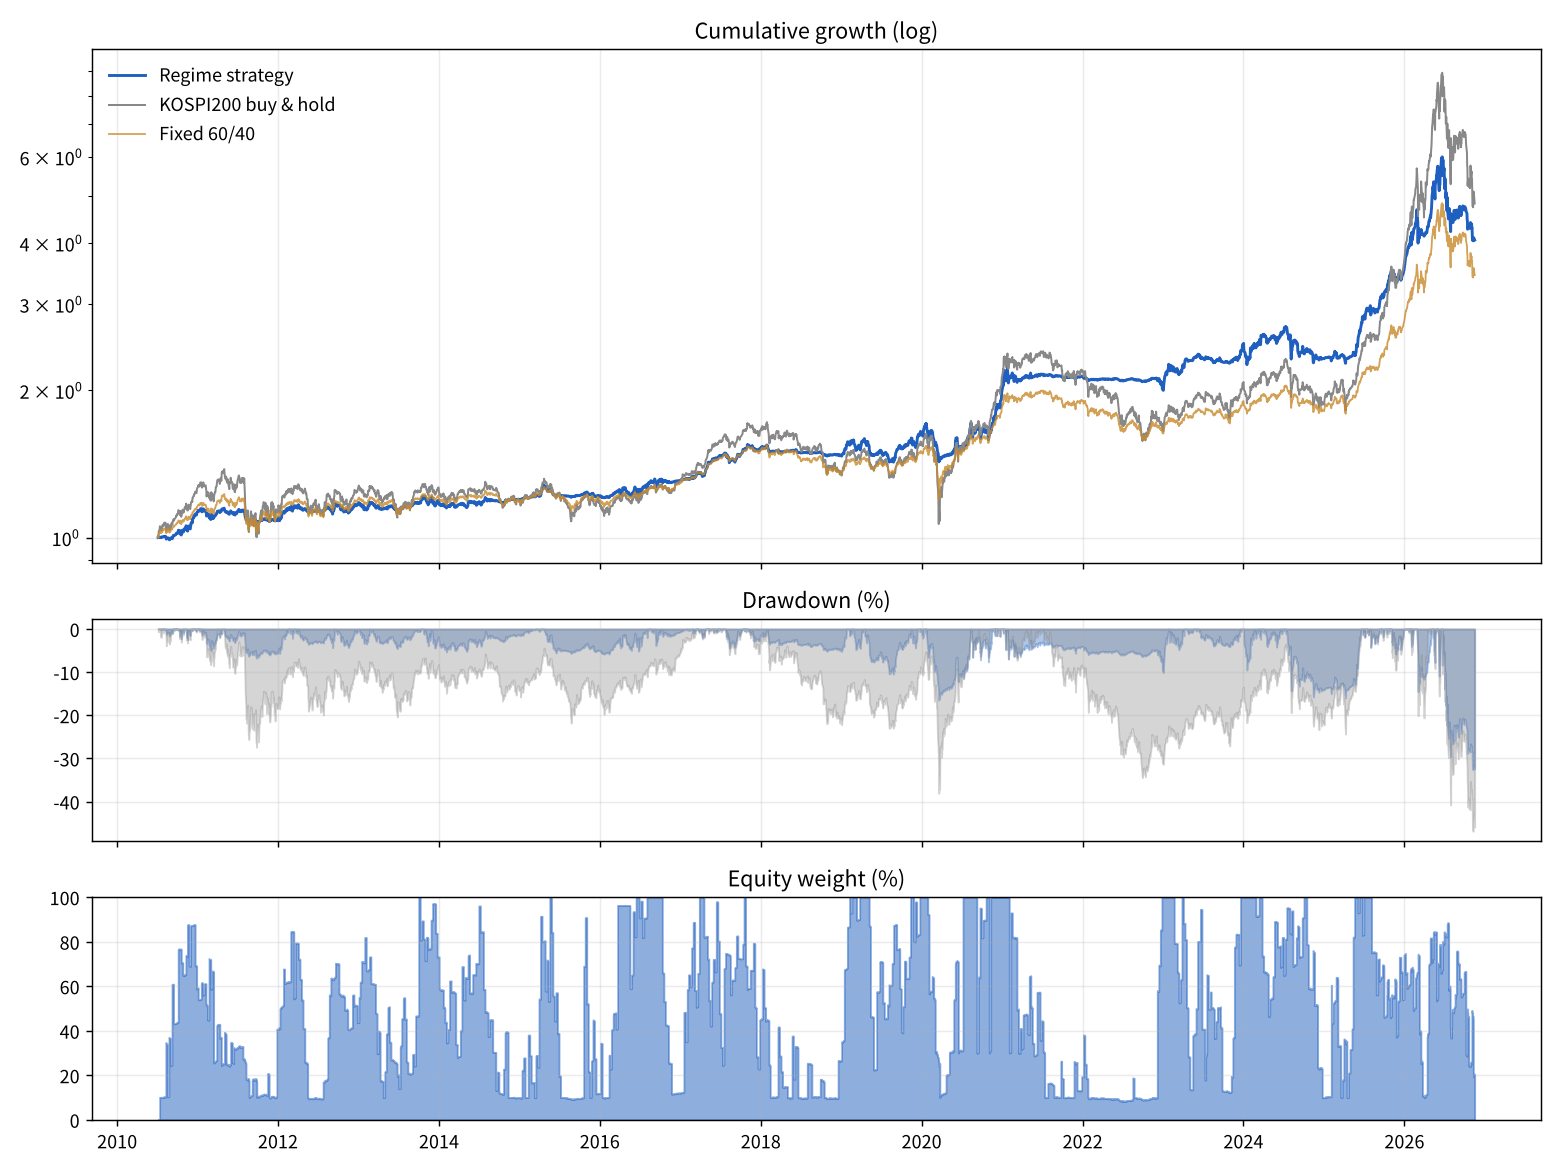 Cumulative growth (log)
Regime strategy
KOSPI200 buy & hold
Fixed 60/40
6 × 10⁰
4 × 10⁰
3 × 10⁰
2 × 10⁰
10⁰
Drawdown (%)
0
-10
-20
-30
-40
Equity weight (%)
100
80
60
40
20
0
2010 2012 2014 2016 2018 2020 2022 2024 2026